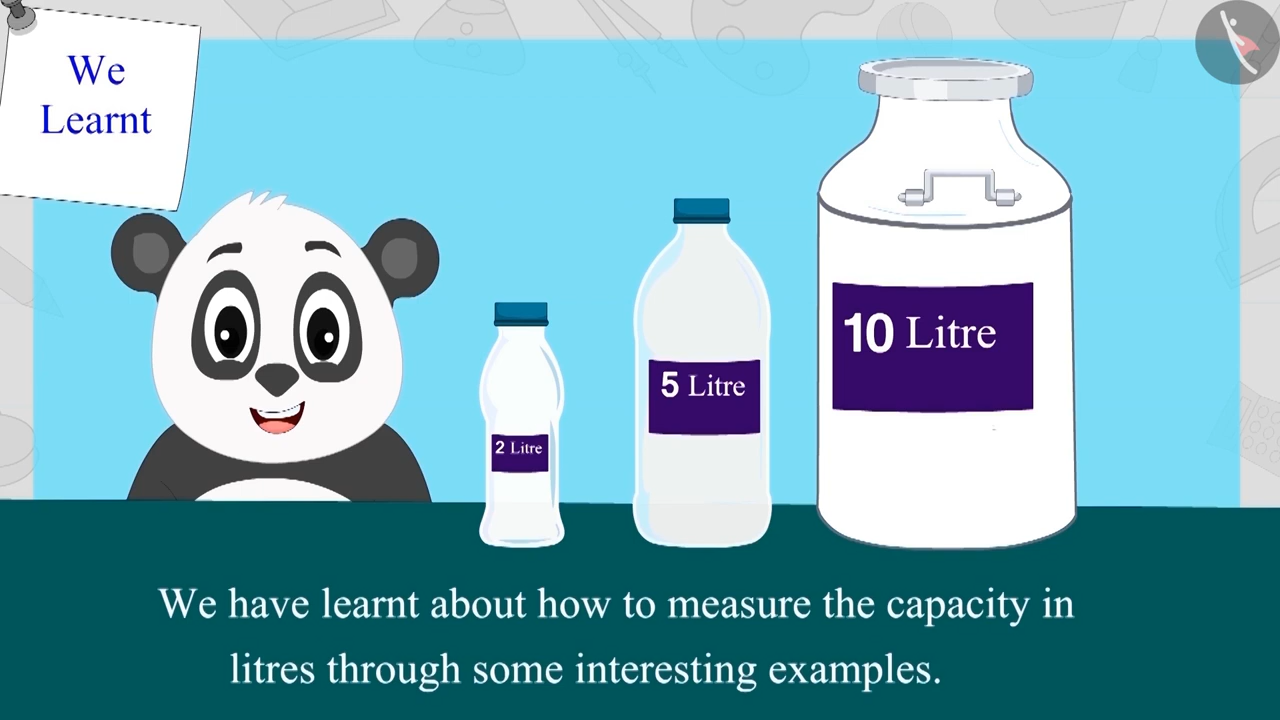 We
Learnt
10 Litre
5 Litre
2 Litre
We have learnt about how to measure the capacity in
litres through some interesting examples.